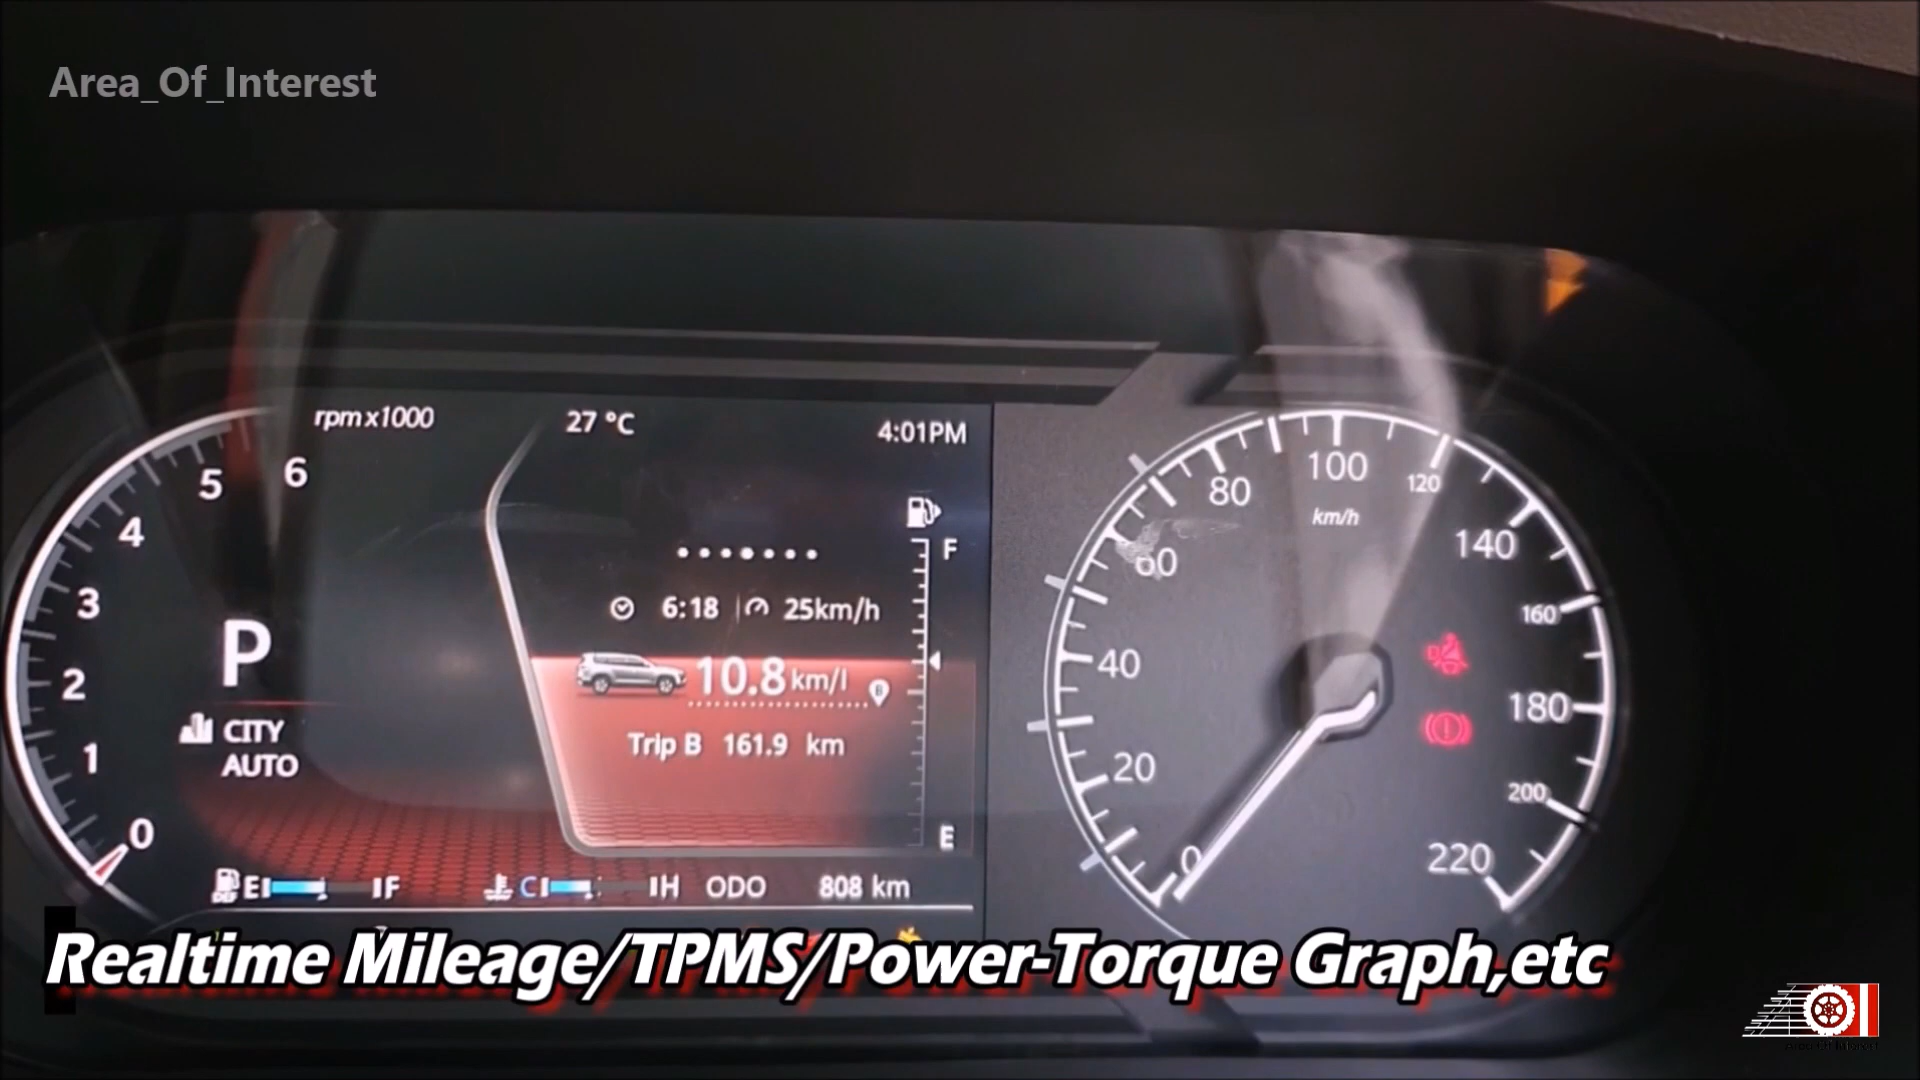 Area_Of_Interest
rpm x1000
27 °C
4:01PM
6
5
4
3
2
1
0
P
CITY
AUTO
F
6:18 25km/h
10.8 km/l
B
Trip B 161.9 km
E
DEF E F
C H
ODO 808 km
0
20
40
60
80
100
120
140
160
180
200
220
km/h
Realtime Mileage/TPMS/Power-Torque Graph,etc